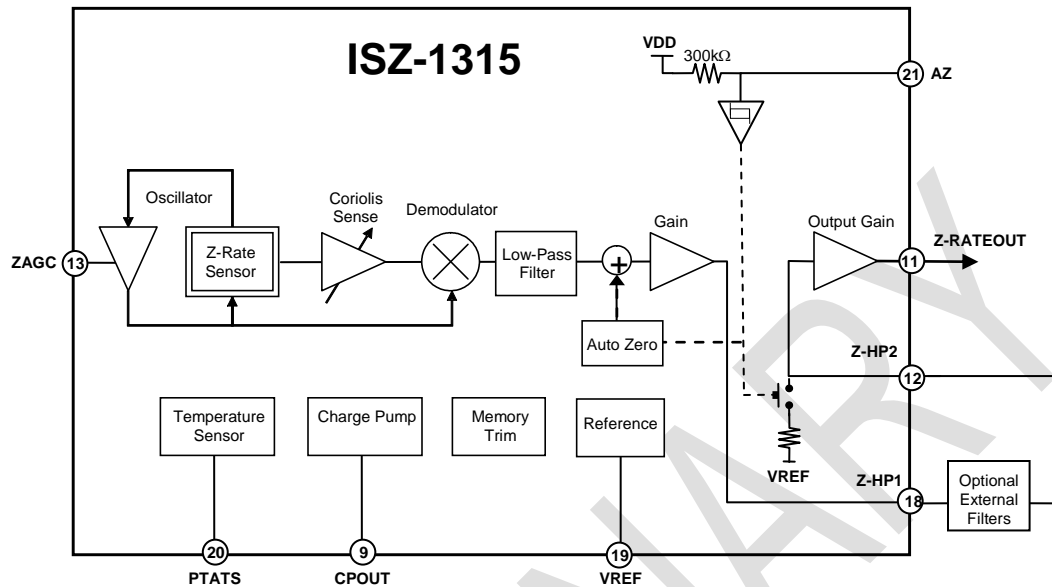 ISZ-1315
VDD
300kΩ
21
AZ
Oscillator
Coriolis
Sense
Demodulator
Gain
Output Gain
Z-RATEOUT
ZAGC
13
Z-Rate
Sensor
Low-Pass
Filter
+
11
Auto Zero
Z-HP2
12
Temperature
Sensor
Charge Pump
Memory
Trim
Reference
VREF
Z-HP1
18
Optional
External
Filters
20
9
19
PTATS
CPOUT
VREF
NARY